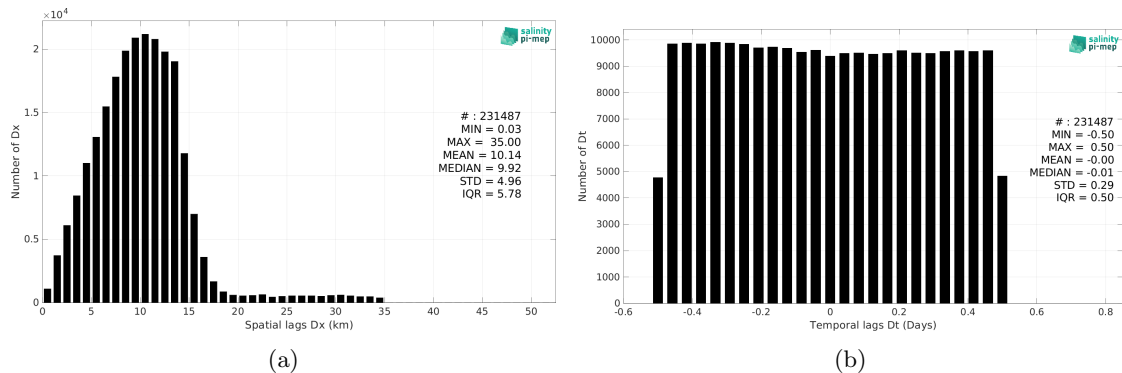 ×10⁴
2
1.5
1
0.5
0
Number of Dx
salinity
pi-mep
# : 231487
MIN = 0.03
MAX = 35.00
MEAN = 10.14
MEDIAN = 9.92
STD = 4.96
IQR = 5.78
0 5 10 15 20 25 30 35 40 45 50
Spatial lags Dx (km)
(a)
10000
9000
8000
7000
6000
5000
4000
3000
2000
1000
0
Number of Dt
salinity
pi-mep
# : 231487
MIN = -0.50
MAX = 0.50
MEAN = -0.00
MEDIAN = -0.01
STD = 0.29
IQR = 0.50
-0.6 -0.4 -0.2 0 0.2 0.4 0.6 0.8
Temporal lags Dt (Days)
(b)